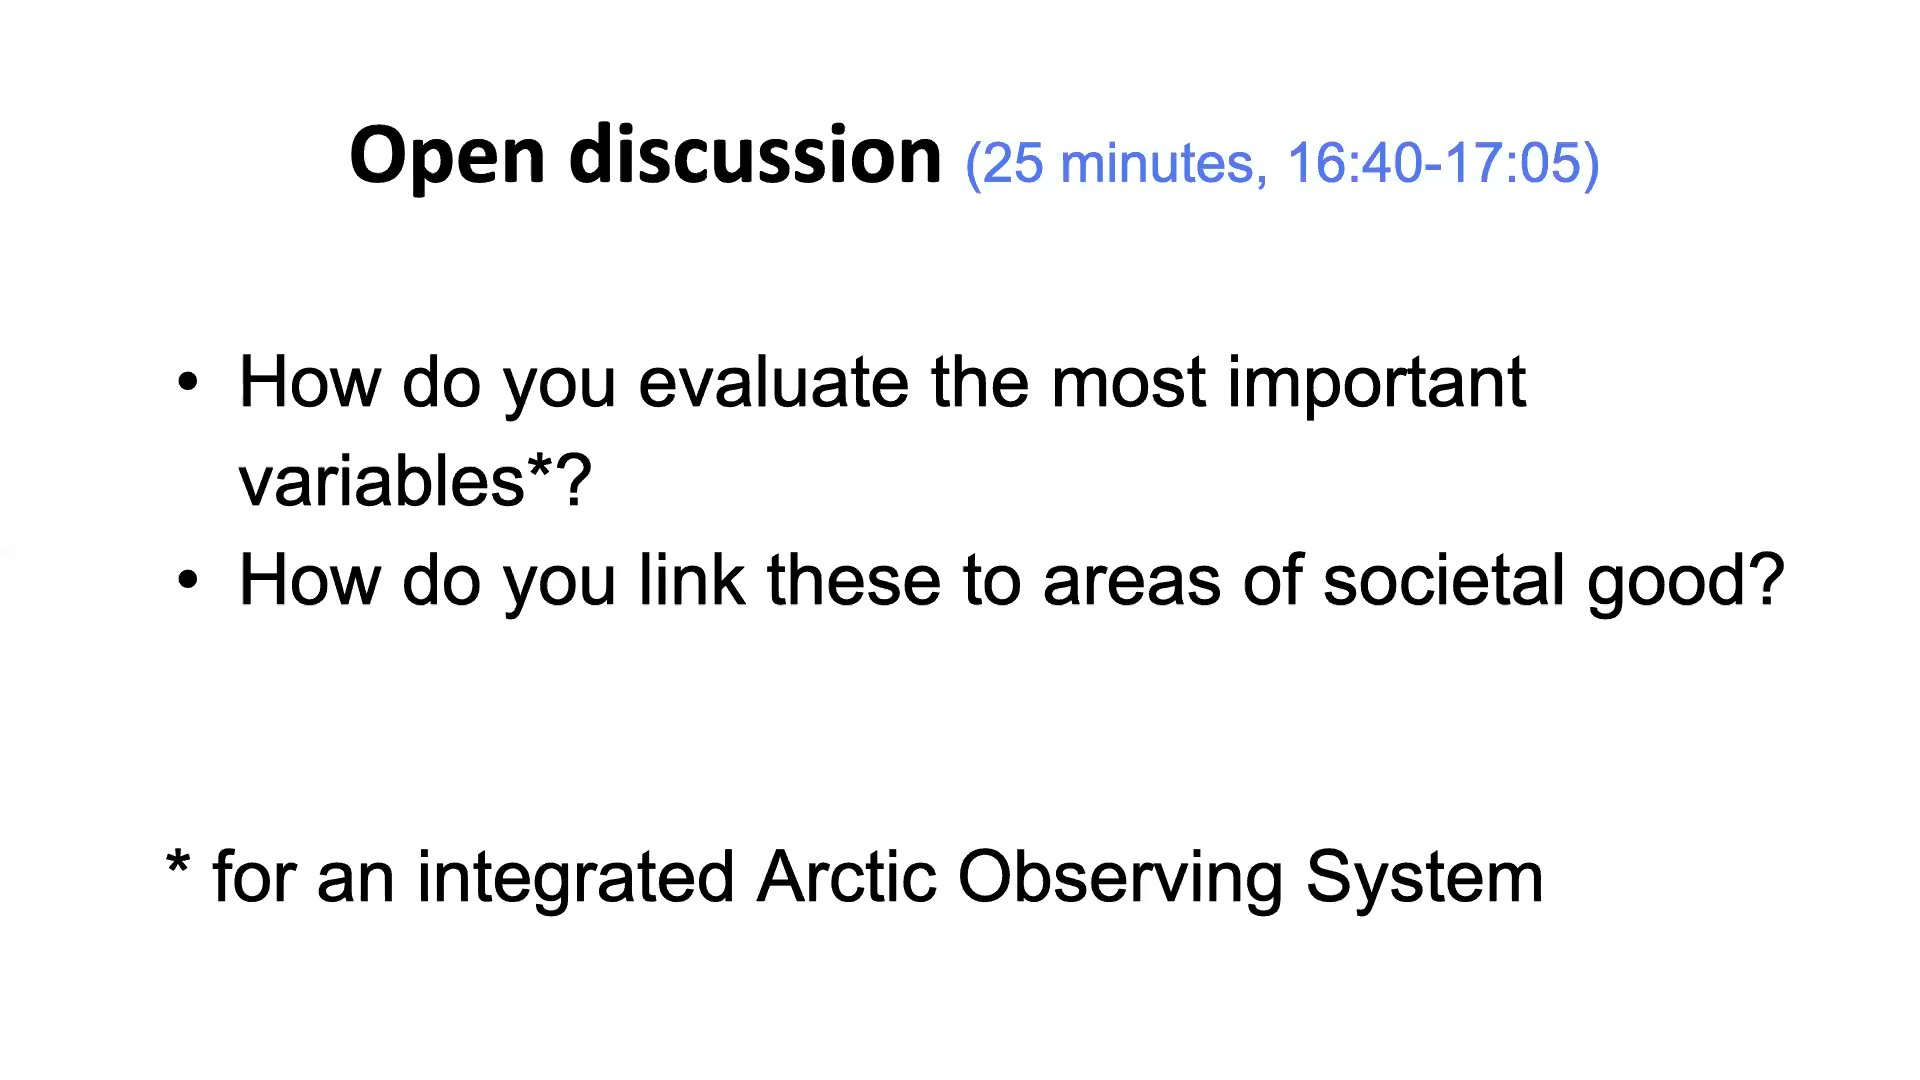 Open discussion (25 minutes, 16:40-17:05)
• How do you evaluate the most important
variables*?
• How do you link these to areas of societal good?
* for an integrated Arctic Observing System